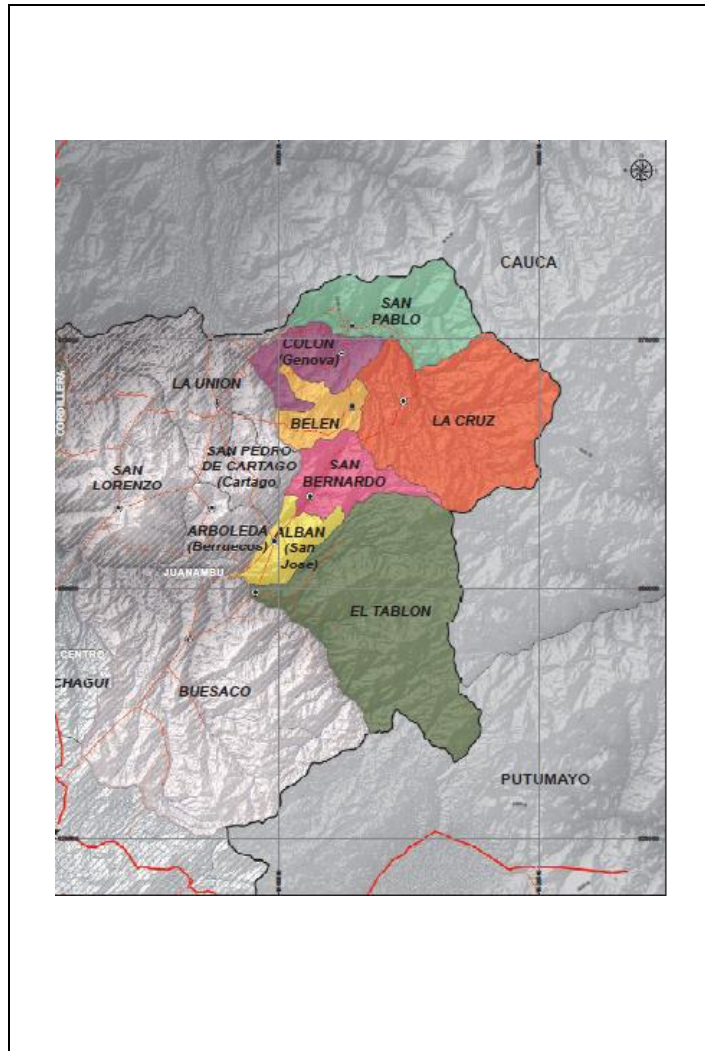 CAUCA
SAN
PABLO
COLON
(Genova)
LA UNION
CORDILLERA
BELEN
LA CRUZ
SAN PEDRO
DE CARTAGO
(Cartago)
SAN
BERNARDO
SAN
LORENZO
ARBOLEDA
(Berruecos)
ALBAN
(San
Jose)
JUANAMBU
EL TABLON
CENTRO
CHAGUI
BUESACO
PUTUMAYO